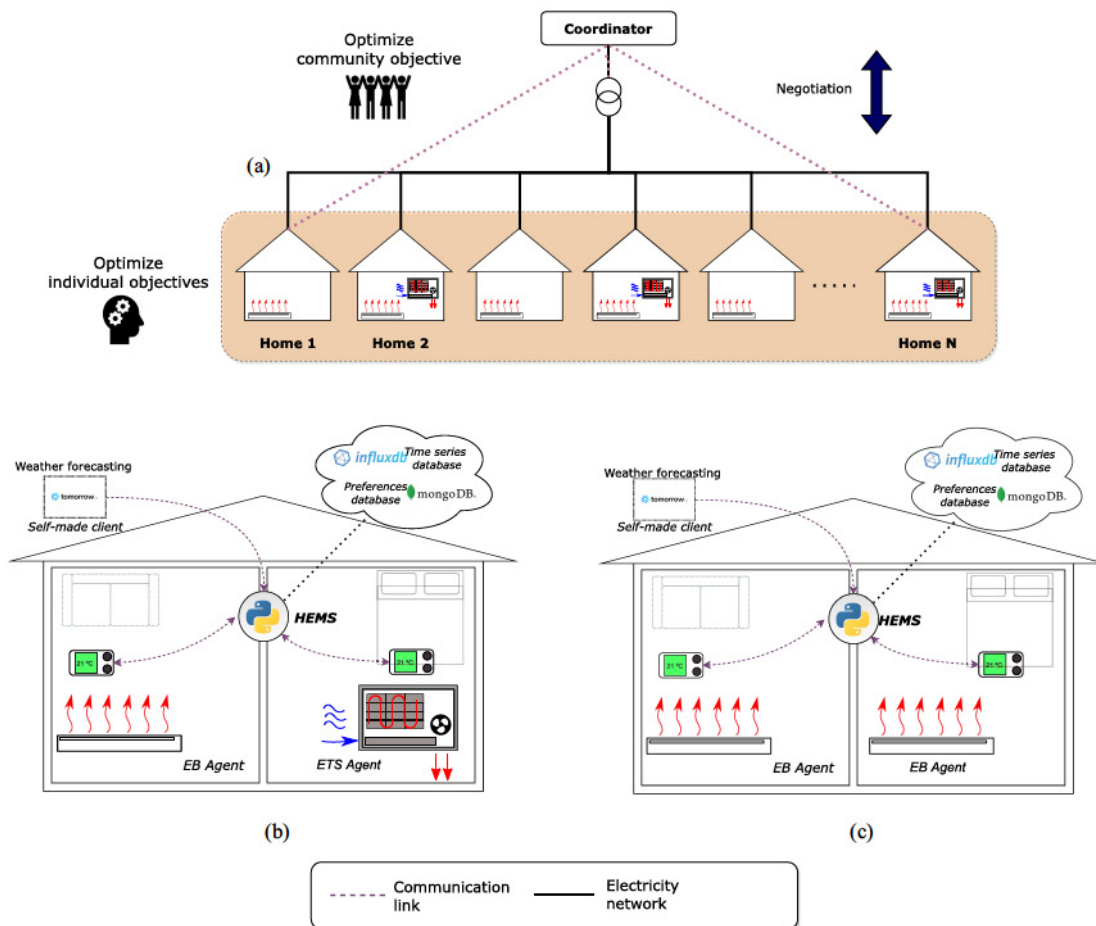 Coordinator
Optimize
community objective
Negotiation
(a)
Optimize
individual objectives
.....
Home 1
Home 2
Home N
Weather forecasting
tomorrow
Self-made client
influxdb Time series
database
Preferences
database
mongoDB.
HEMS
21 °C
21 °C
EB Agent
ETS Agent
(b)
Weather forecasting
tomorrow
Self-made client
influxdb Time series
database
Preferences
database
mongoDB.
HEMS
21 °C
21 °C
EB Agent
EB Agent
(c)
Communication
link
Electricity
network